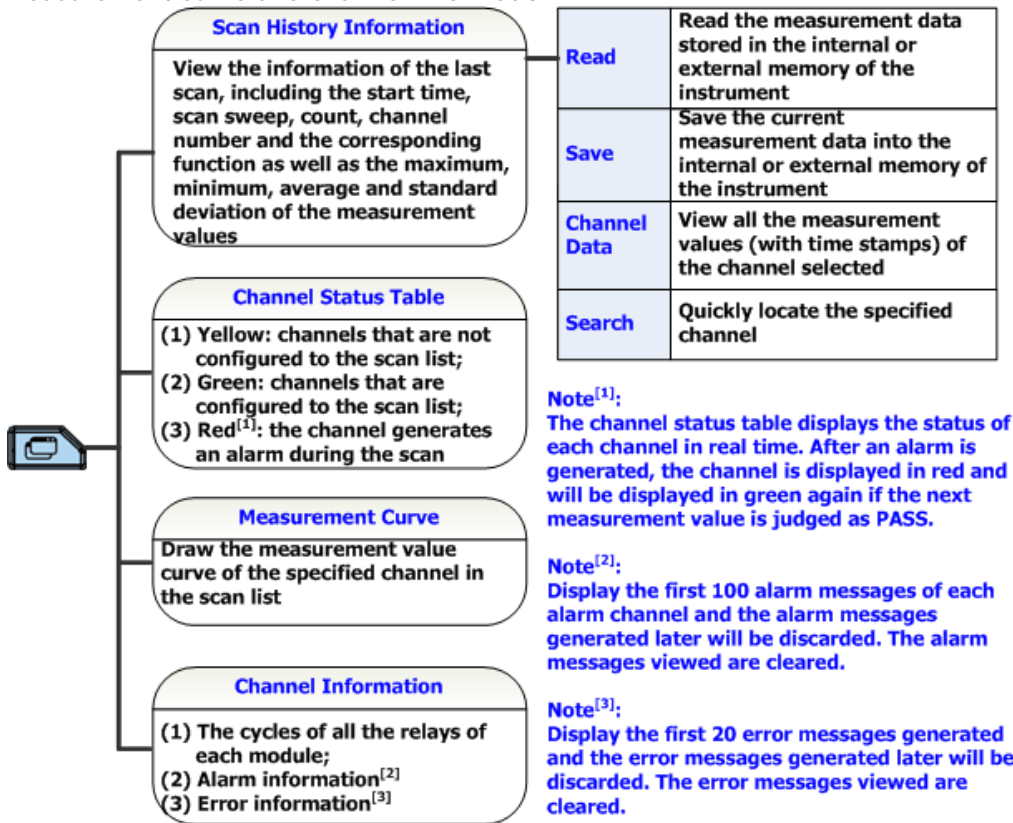 Scan History Information
View the information of the last
scan, including the start time,
scan sweep, count, channel
number and the corresponding
function as well as the maximum,
minimum, average and standard
deviation of the measurement
values
Read
Read the measurement data
stored in the internal or
external memory of the
instrument
Save
Save the current
measurement data into the
internal or external memory of
the instrument
Channel
Data
View all the measurement
values (with time stamps) of
the channel selected
Search
Quickly locate the specified
channel
Channel Status Table
(1) Yellow: channels that are not
configured to the scan list;
(2) Green: channels that are
configured to the scan list;
(3) Red[1]: the channel generates
an alarm during the scan
Measurement Curve
Draw the measurement value
curve of the specified channel in
the scan list
Channel Information
(1) The cycles of all the relays of
each module;
(2) Alarm information[2]
(3) Error information[3]
Note[1]:
The channel status table displays the status of
each channel in real time. After an alarm is
generated, the channel is displayed in red and
will be displayed in green again if the next
measurement value is judged as PASS.
Note[2]:
Display the first 100 alarm messages of each
alarm channel and the alarm messages
generated later will be discarded. The alarm
messages viewed are cleared.
Note[3]:
Display the first 20 error messages generated
and the error messages generated later will be
discarded. The error messages viewed are
cleared.